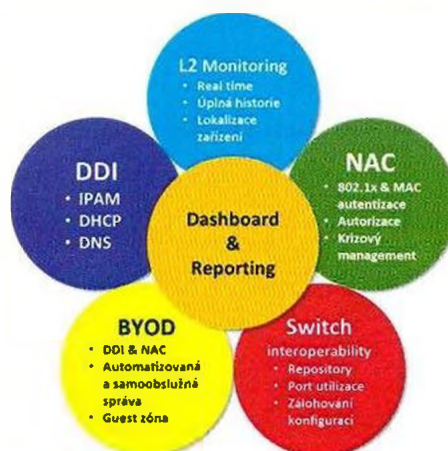 L2 Monitoring
• Real time
• Úplná historie
• Lokalizace
zařízení
DDI
• IPAM
• DHCP
• DNS
NAC
• 802.1x & MAC
autentizace
• Autorizace
• Krizový
management
Dashboard
&
Reporting
BYOD
• DDI & NAC
• Automatizovaná
a samoobslužná
správa
• Guest zóna
Switch
interoperability
• Repository
• Port utilizace
• Zálohování
konfigurací